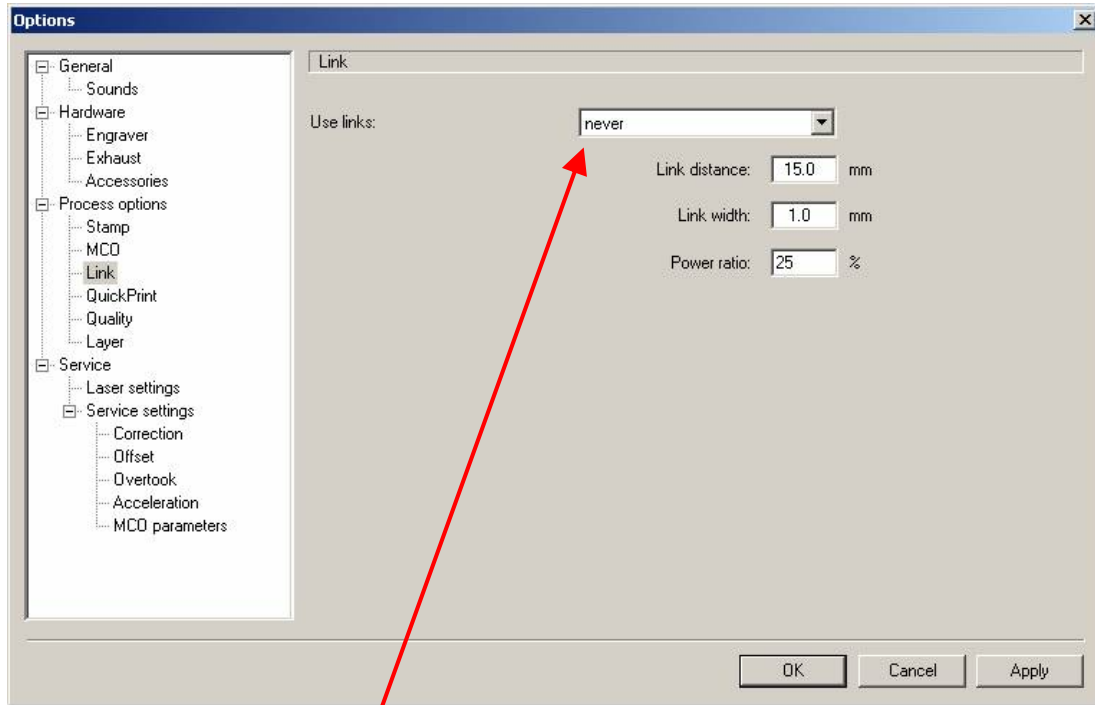 Options
General
Sounds
Hardware
Engraver
Exhaust
Accessories
Process options
Stamp
MCO
Link
QuickPrint
Quality
Layer
Service
Laser settings
Service settings
Correction
Offset
Overtook
Acceleration
MCO parameters
Link
Use links: never
Link distance: 15.0 mm
Link width: 1.0 mm
Power ratio: 25 %
OK Cancel Apply